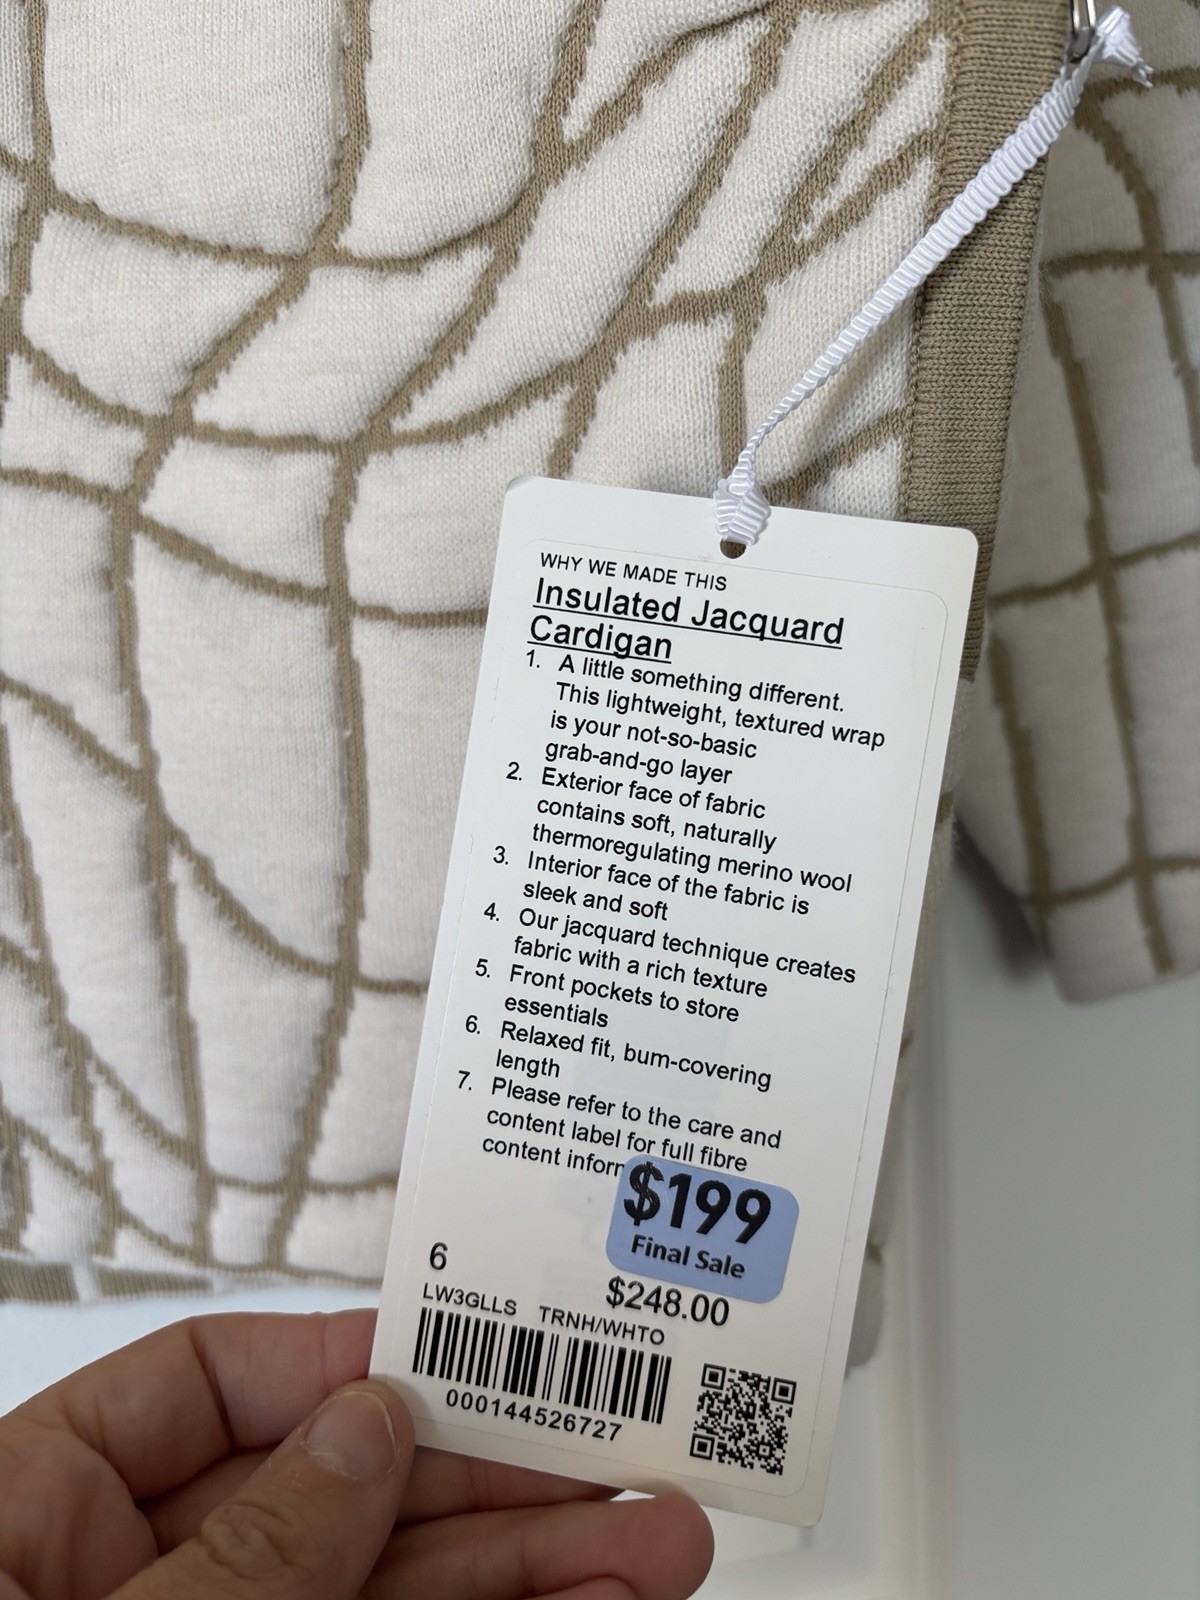 WHY WE MADE THIS
Insulated Jacquard
Cardigan
1. A little something different.
This lightweight, textured wrap
is your not-so-basic
grab-and-go layer
2. Exterior face of fabric
contains soft, naturally
thermoregulating merino wool
3. Interior face of the fabric is
sleek and soft
4. Our jacquard technique creates
fabric with a rich texture
5. Front pockets to store
essentials
6. Relaxed fit, bum-covering
length
7. Please refer to the care and
content label for full fibre
content
$199
Final Sale
6
$248.00
LW3GLLS TRNH/WHTO
000144526727